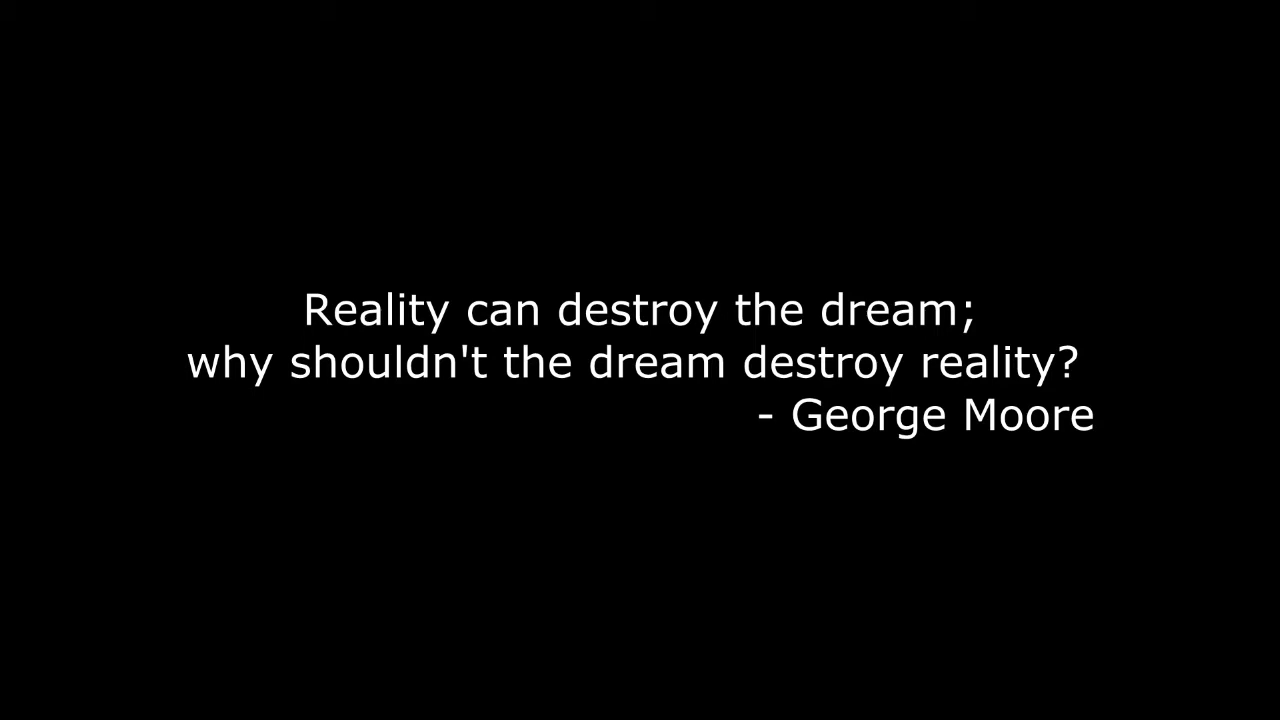 Reality can destroy the dream;
why shouldn't the dream destroy reality?
- George Moore